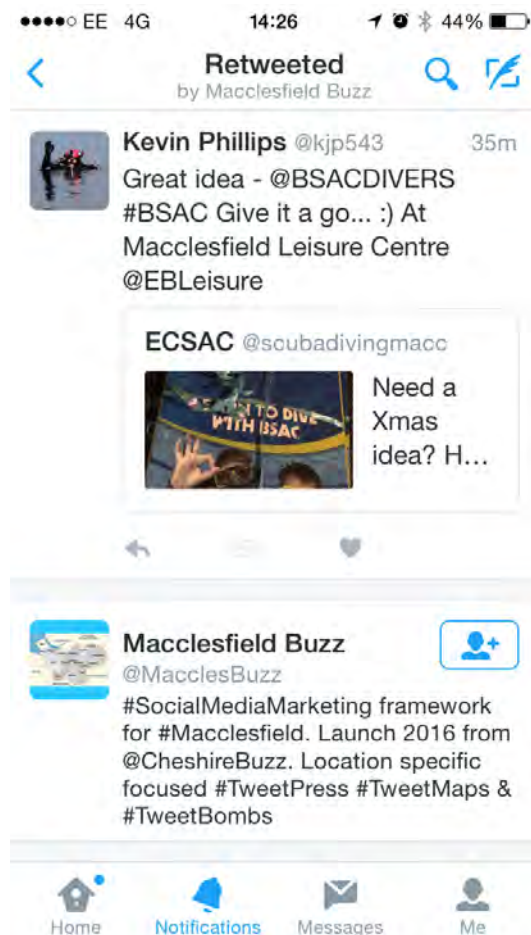 EE 4G 14:26 44%
Retweeted
by Macclesfield Buzz
Kevin Phillips @kjp543 35m
Great idea - @BSACDIVERS
#BSAC Give it a go... :) At
Macclesfield Leisure Centre
@EBLeisure
ECSAC @scubadivingmacc
TO DIVE
WITH BSAC
Need a
Xmas
idea? H...
Macclesfield Buzz
@MacclesBuzz
#SocialMediaMarketing framework
for #Macclesfield. Launch 2016 from
@CheshireBuzz. Location specific
focused #TweetPress #TweetMaps &
#TweetBombs
Home Notifications Messages Me